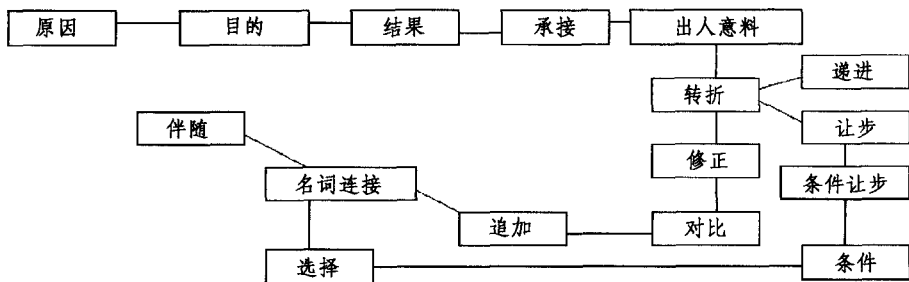 原因
目的
结果
承接
出人意料
递进
转折
伴随
让步
修正
名词连接
条件让步
追加
对比
选择
条件